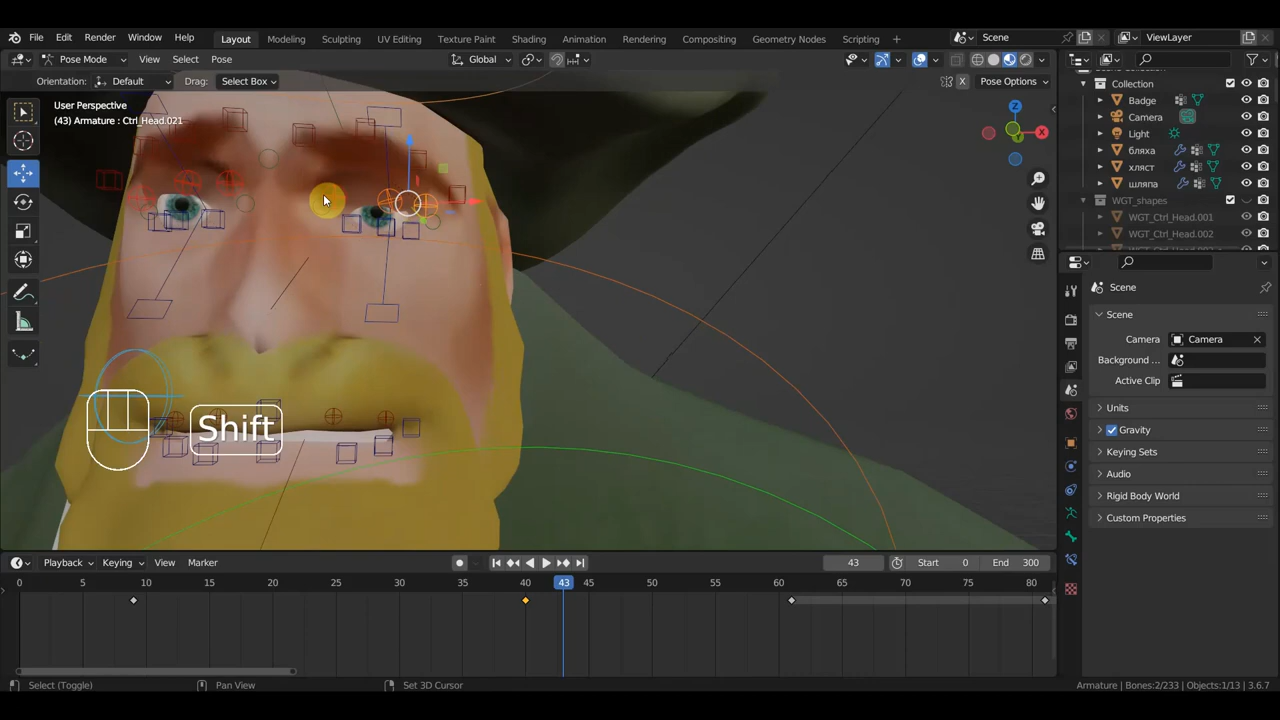 File Edit Render Window Help Layout Modeling Sculpting UV Editing Texture Paint Shading Animation Rendering Compositing Geometry Nodes Scripting + Scene ViewLayer
Pose Mode View Select Pose Global
Orientation: Default Drag: Select Box X Pose Options
User Perspective
(43) Armature : Ctrl_Head.021
Z
X
Y
Collection
Badge
Camera
Light
бляха
хляст
шляпа
WGT_shapes
WGT_Ctrl_Head.001
WGT_Ctrl_Head.002
Scene
Scene
Camera Camera
Background ...
Active Clip
Units
Gravity
Keying Sets
Audio
Rigid Body World
Custom Properties
Shift
Playback Keying View Marker 43 Start 0 End 300
0 5 10 15 20 25 30 35 40 43 45 50 55 60 65 70 75 80
Select (Toggle) Pan View Set 3D Cursor Armature | Bones:2/233 | Objects:1/13 | 3.6.7